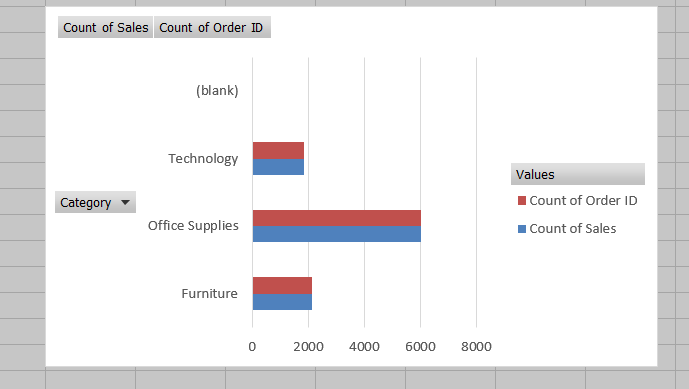 Count of Sales Count of Order ID
(blank)
Technology
Values
Category
Count of Order ID
Office Supplies
Count of Sales
Furniture
0 2000 4000 6000 8000